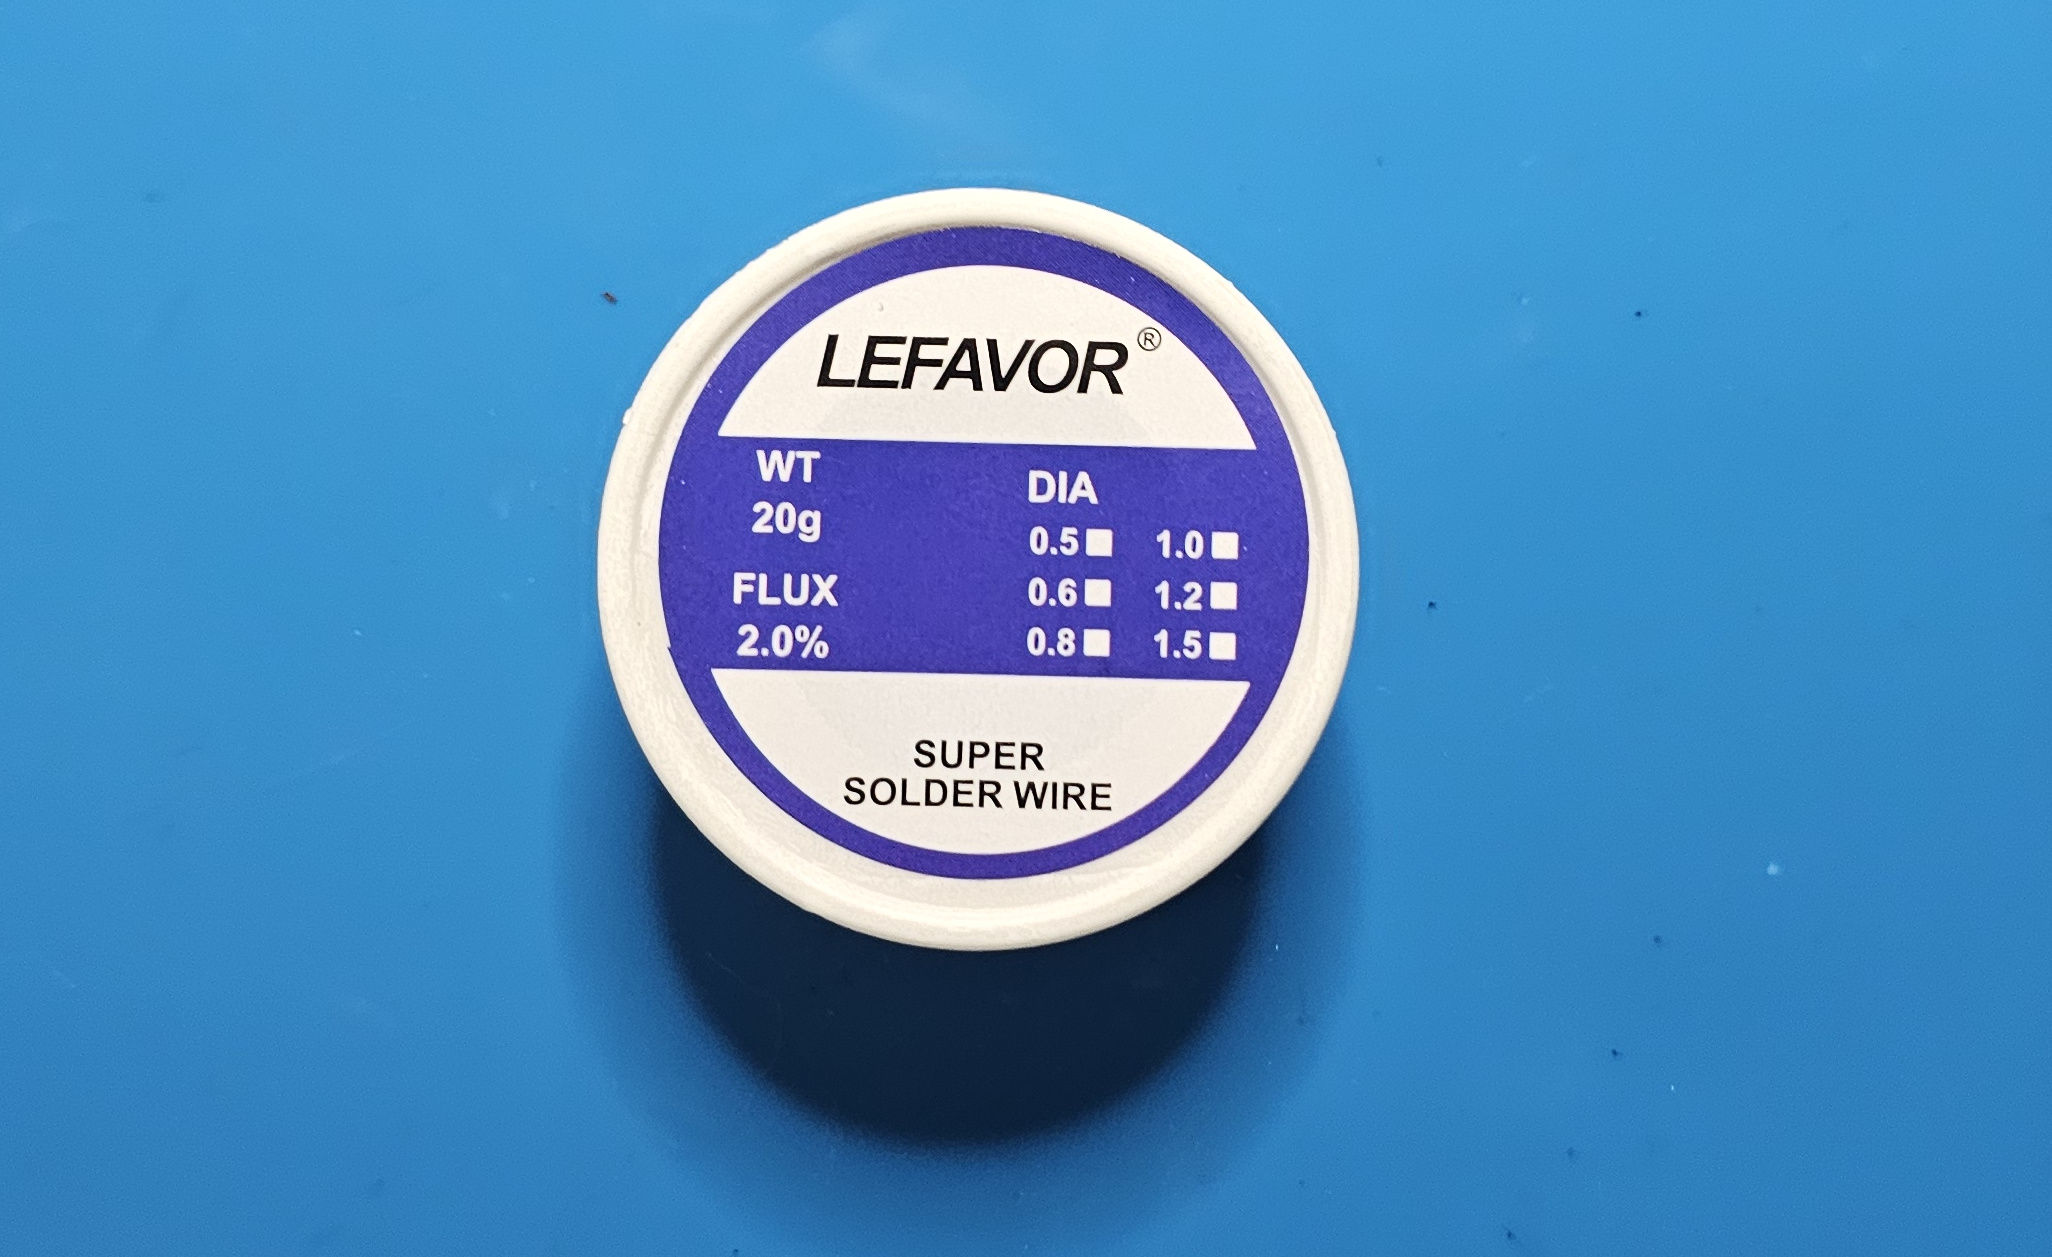 LEFAVOR®
WT
20g
FLUX
2.0%
DIA
0.5 1.0
0.6 1.2
0.8 1.5
SUPER
SOLDER WIRE